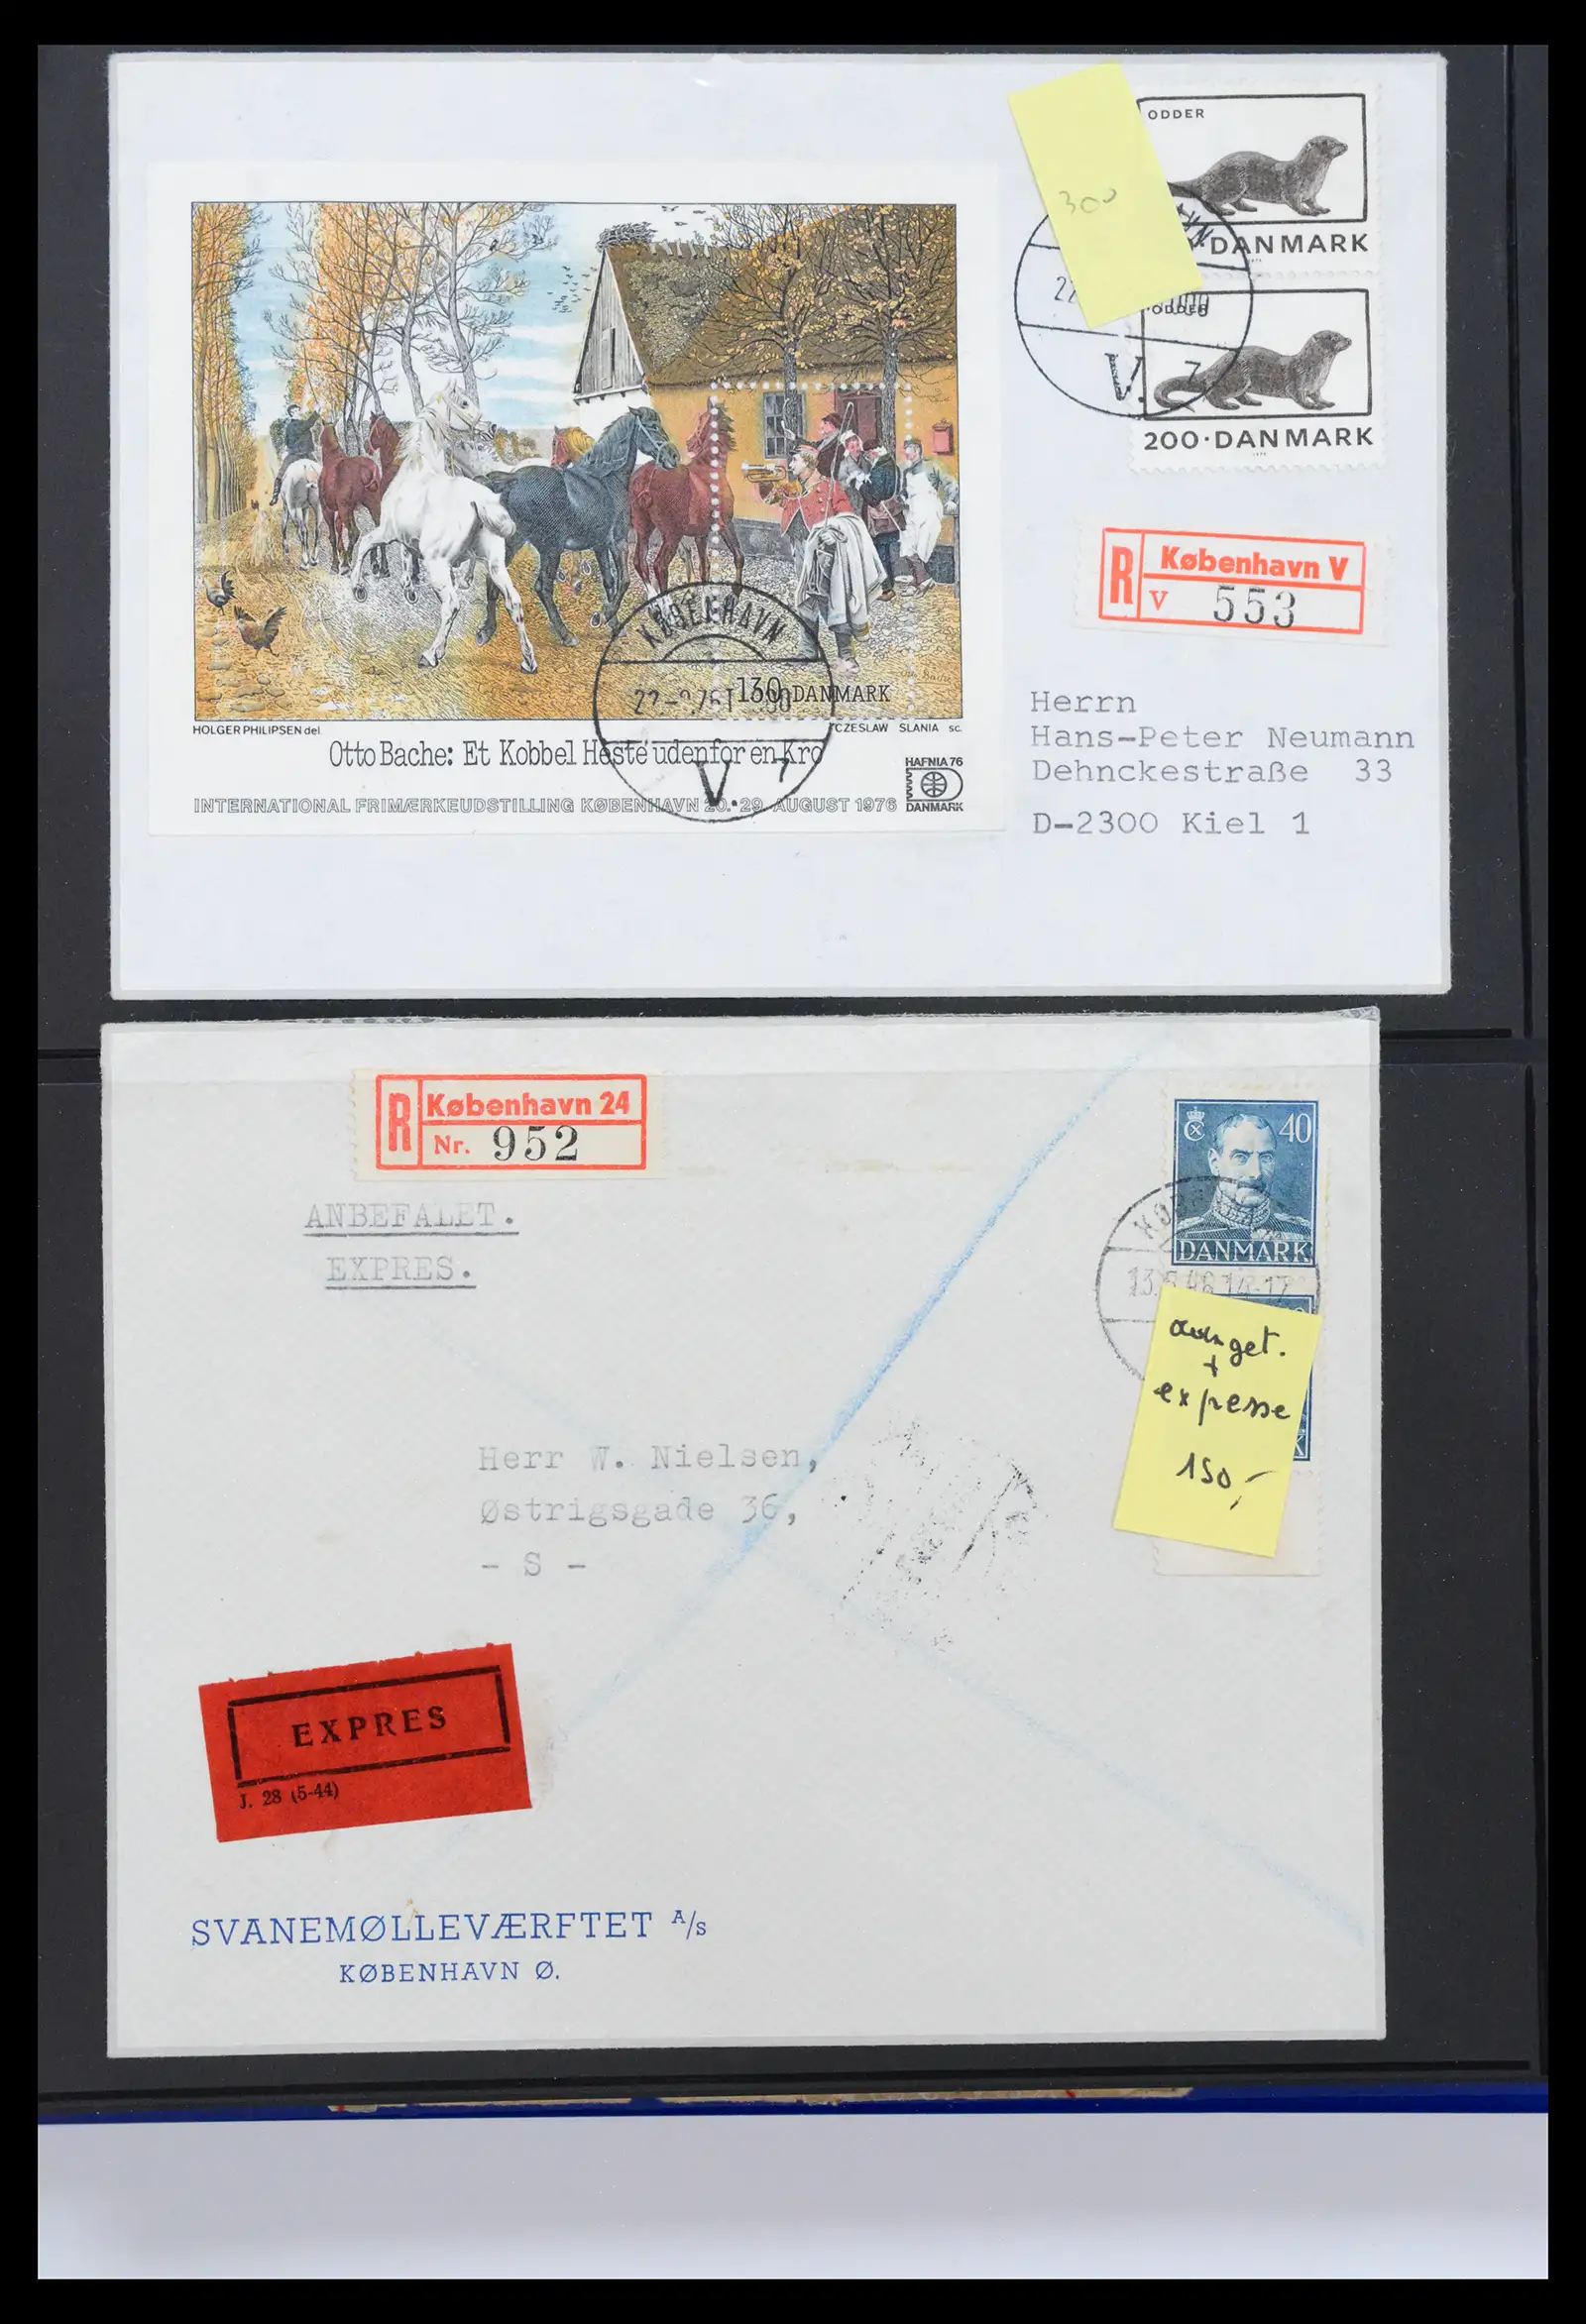 ODDER
300
DANMARK
ODDER
200·DANMARK
V. 7
R København V
V 553
KØBENHAVN
130 DANMARK
HOLGER PHILIPSEN del.
CZESLAW SLANIA sc.
Otto Bache: Et Kobbel Heste udenfor en Kro
V 7
HAFNIA 76
INTERNATIONAL FRIMÆRKEUDSTILLING KØBENHAVN 20.·29. AUGUST 1976
DANMARK
Herrn
Hans-Peter Neumann
Dehnckestraße 33
D-2300 Kiel 1
R København 24
Nr. 952
ANBEFALET.
EXPRES.
40
DANMARK
expresse
150,-
Herr W. Nielsen,
Østrigsgade 36,
- S -
EXPRES
J. 28 (5-44)
SVANEMØLLEVÆRFTET A/s
KØBENHAVN Ø.